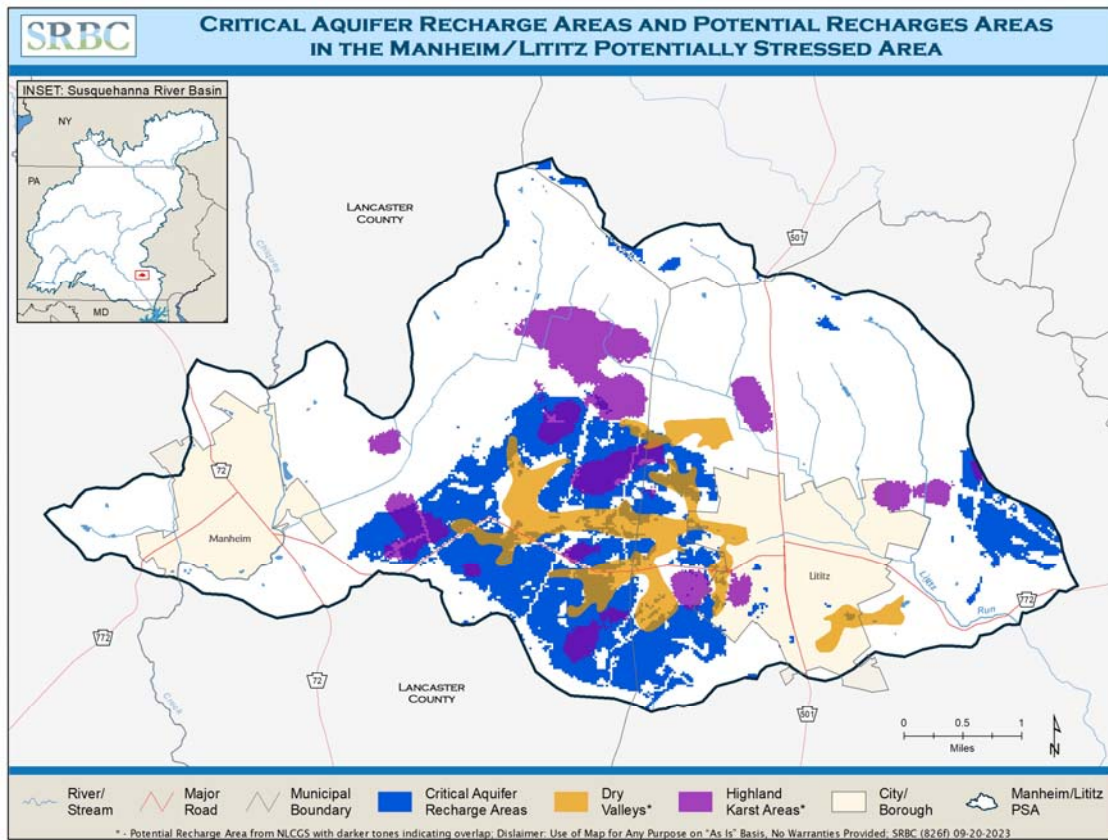 SRBC
CRITICAL AQUIFER RECHARGE AREAS AND POTENTIAL RECHARGES AREAS
IN THE MANHEIM/LITITZ POTENTIALLY STRESSED AREA
INSET: Susquehanna River Basin
NY
PA
MD
LANCASTER
COUNTY
Chiques
501
72
Manheim
Lititz
Lititz
Run
772
772
72
LANCASTER
COUNTY
Creek
501
0 0.5 1
Miles
N
River/
Stream
Major
Road
Municipal
Boundary
Critical Aquifer
Recharge Areas
Dry
Valleys*
Highland
Karst Areas*
City/
Borough
Manheim/Lititz
PSA
* - Potential Recharge Area from NLCGS with darker tones indicating overlap; Dislaimer: Use of Map for Any Purpose on "As Is" Basis, No Warranties Provided; SRBC (826f) 09-20-2023